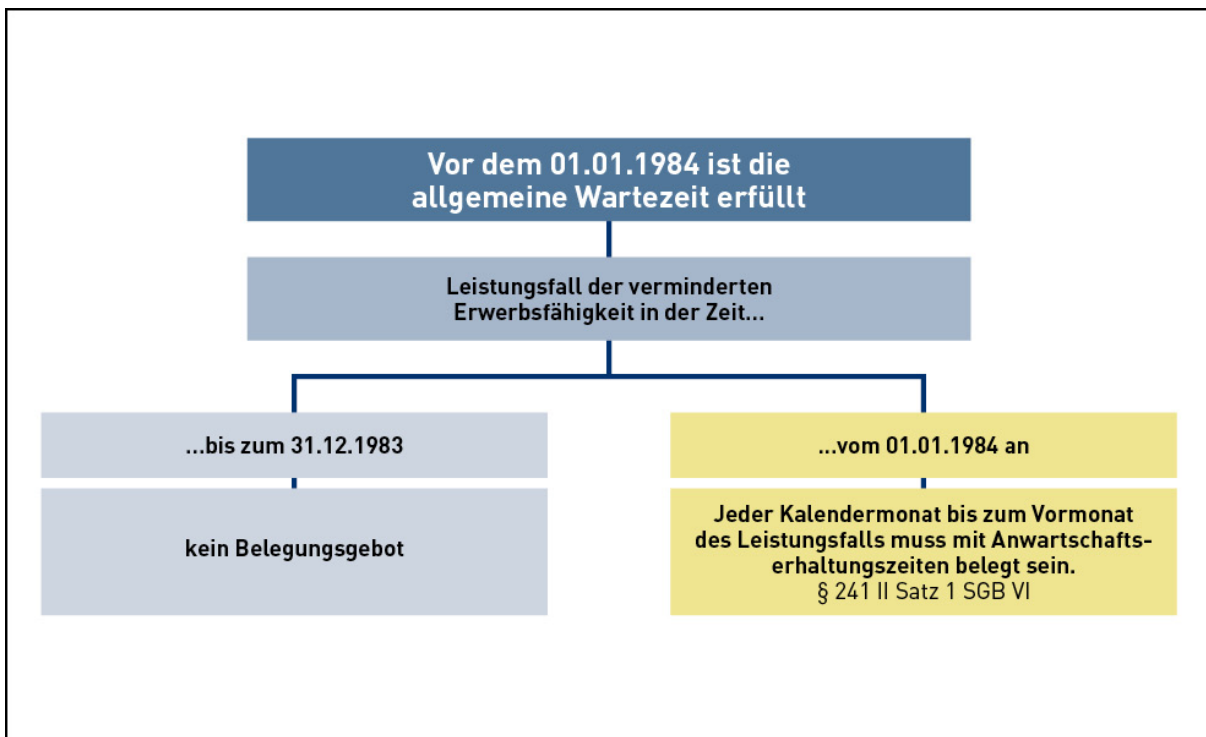 Vor dem 01.01.1984 ist die
allgemeine Wartezeit erfüllt
Leistungsfall der verminderten
Erwerbsfähigkeit in der Zeit...
...bis zum 31.12.1983
kein Belegungsgebot
...vom 01.01.1984 an
Jeder Kalendermonat bis zum Vormonat
des Leistungsfalls muss mit Anwartschafts-
erhaltungszeiten belegt sein.
§ 241 II Satz 1 SGB VI